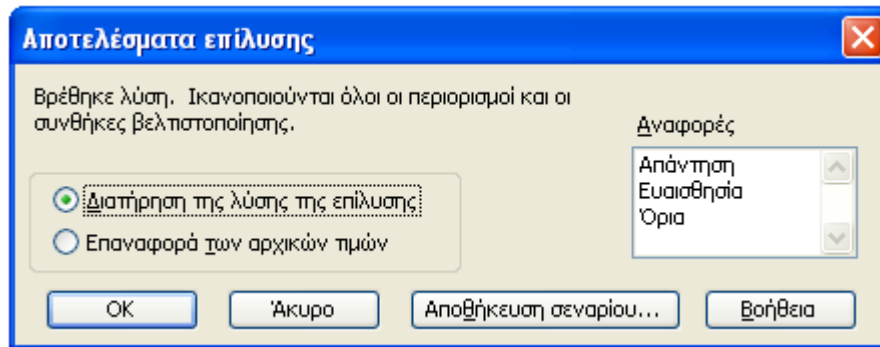 Αποτελέσματα επίλυσης
Βρέθηκε λύση. Ικανοποιούνται όλοι οι περιορισμοί και οι
συνθήκες βελτιστοποίησης.
Αναφορές
Απάντηση
Ευαισθησία
Όρια
Διατήρηση της λύσης της επίλυσης
Επαναφορά των αρχικών τιμών
OK
Άκυρο
Αποθήκευση σεναρίου...
Βοήθεια